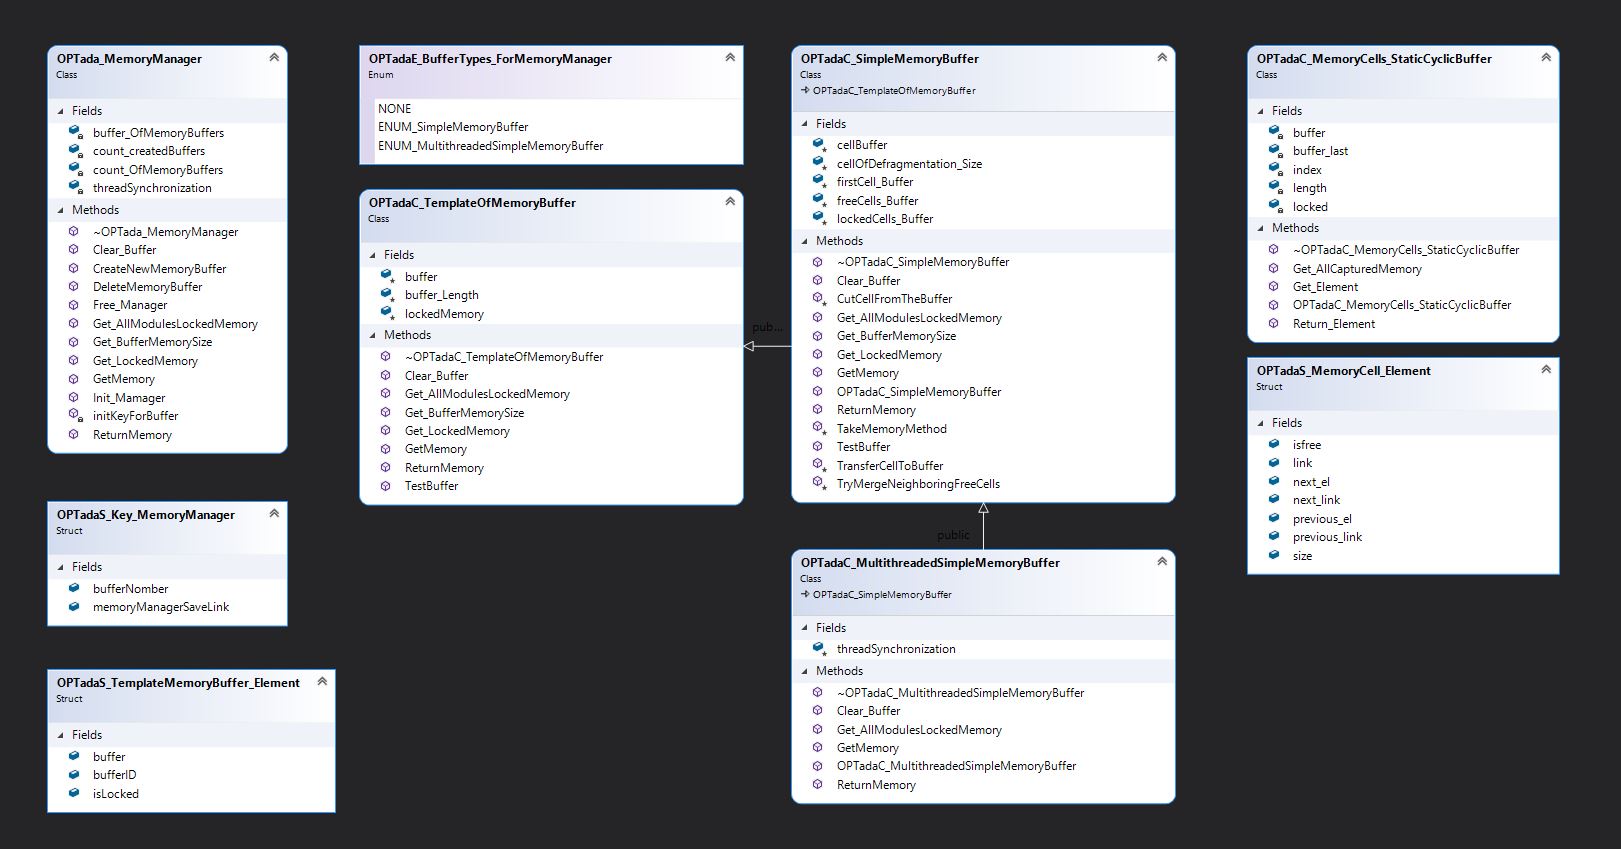 OPTada_MemoryManager
Class
Fields
buffer_OfMemoryBuffers
count_createdBuffers
count_OfMemoryBuffers
threadSynchronization
Methods
~OPTada_MemoryManager
Clear_Buffer
CreateNewMemoryBuffer
DeleteMemoryBuffer
Free_Manager
Get_AllModulesLockedMemory
Get_BufferMemorySize
Get_LockedMemory
GetMemory
Init_Mamager
initKeyForBuffer
ReturnMemory
OPTadaS_Key_MemoryManager
Struct
Fields
bufferNomber
memoryManagerSaveLink
OPTadaS_TemplateMemoryBuffer_Element
Struct
Fields
buffer
bufferID
isLocked
OPTadaE_BufferTypes_ForMemoryManager
Enum
NONE
ENUM_SimpleMemoryBuffer
ENUM_MultithreadedSimpleMemoryBuffer
OPTadaC_TemplateOfMemoryBuffer
Class
Fields
buffer
buffer_Length
lockedMemory
Methods
~OPTadaC_TemplateOfMemoryBuffer
Clear_Buffer
Get_AllModulesLockedMemory
Get_BufferMemorySize
Get_LockedMemory
GetMemory
ReturnMemory
TestBuffer
pub...
OPTadaC_SimpleMemoryBuffer
Class
OPTadaC_TemplateOfMemoryBuffer
Fields
cellBuffer
cellOfDefragmentation_Size
firstCell_Buffer
freeCells_Buffer
lockedCells_Buffer
Methods
~OPTadaC_SimpleMemoryBuffer
Clear_Buffer
CutCellFromTheBuffer
Get_AllModulesLockedMemory
Get_BufferMemorySize
Get_LockedMemory
GetMemory
OPTadaC_SimpleMemoryBuffer
ReturnMemory
TakeMemoryMethod
TestBuffer
TransferCellToBuffer
TryMergeNeighboringFreeCells
public
OPTadaC_MultithreadedSimpleMemoryBuffer
Class
OPTadaC_SimpleMemoryBuffer
Fields
threadSynchronization
Methods
~OPTadaC_MultithreadedSimpleMemoryBuffer
Clear_Buffer
Get_AllModulesLockedMemory
GetMemory
OPTadaC_MultithreadedSimpleMemoryBuffer
ReturnMemory
OPTadaC_MemoryCells_StaticCyclicBuffer
Class
Fields
buffer
buffer_last
index
length
locked
Methods
~OPTadaC_MemoryCells_StaticCyclicBuffer
Get_AllCapturedMemory
Get_Element
OPTadaC_MemoryCells_StaticCyclicBuffer
Return_Element
OPTadaS_MemoryCell_Element
Struct
Fields
isfree
link
next_el
next_link
previous_el
previous_link
size